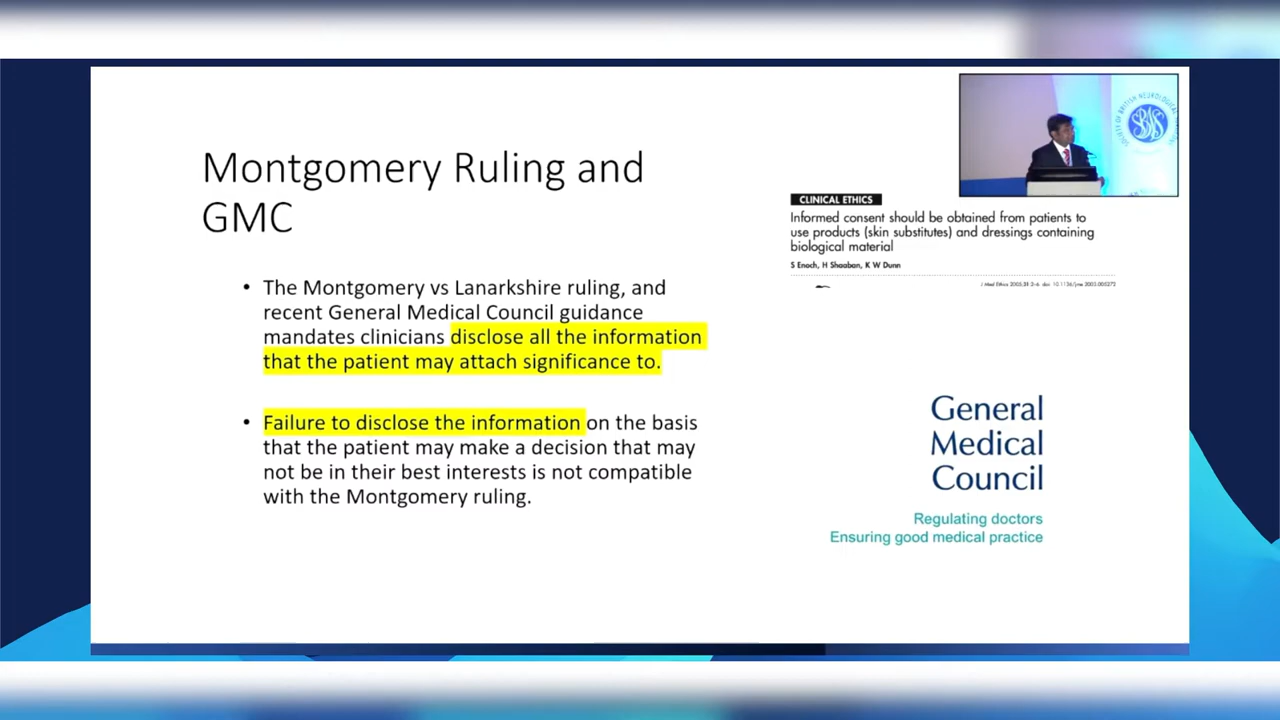 Montgomery Ruling and
GMC
• The Montgomery vs Lanarkshire ruling, and
recent General Medical Council guidance
mandates clinicians disclose all the information
that the patient may attach significance to.
• Failure to disclose the information on the basis
that the patient may make a decision that may
not be in their best interests is not compatible
with the Montgomery ruling.
SBNS
CLINICAL ETHICS
Informed consent should be obtained from patients to
use products (skin substitutes) and dressings containing
biological material
S Enoch, H Shaaban, K W Dunn
General
Medical
Council
Regulating doctors
Ensuring good medical practice